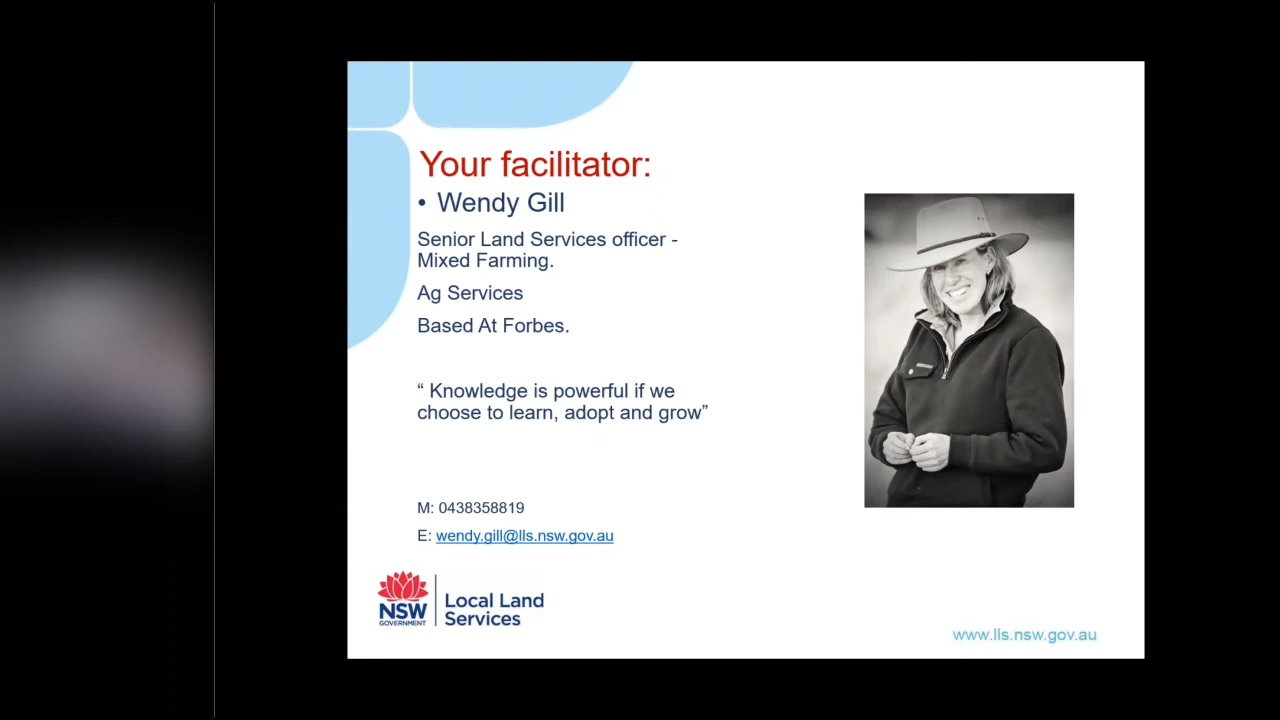 Your facilitator:
• Wendy Gill
Senior Land Services officer -
Mixed Farming.
Ag Services
Based At Forbes.
“ Knowledge is powerful if we
choose to learn, adopt and grow”
M: 0438358819
E: wendy.gill@lls.nsw.gov.au
NSW
GOVERNMENT
Local Land
Services
www.lls.nsw.gov.au